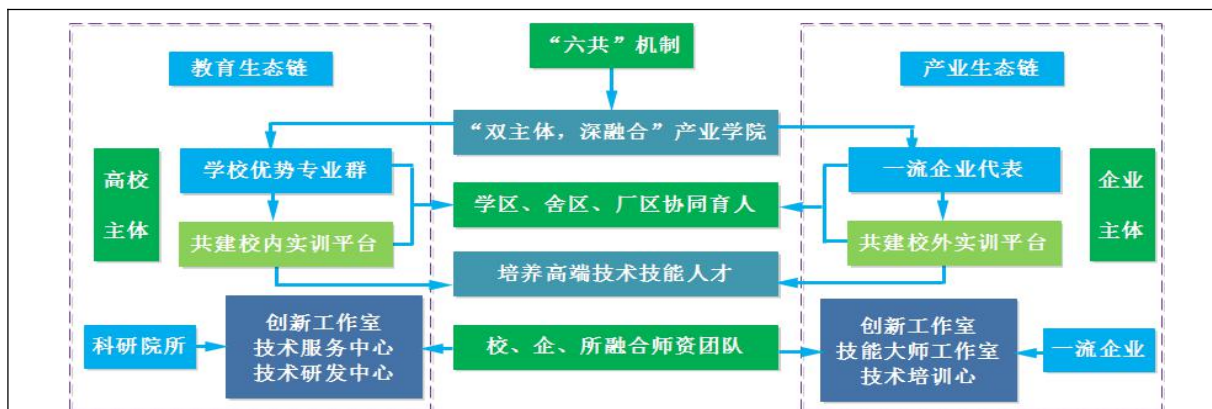 “六共”机制
教育生态链
产业生态链
“双主体，深融合”产业学院
学校优势专业群
一流企业代表
高校
主体
企业
主体
学区、舍区、厂区协同育人
共建校内实训平台
共建校外实训平台
培养高端技术技能人才
科研院所
创新工作室
技术服务中心
技术研发中心
校、企、所融合师资团队
创新工作室
技能大师工作室
技术培训心
一流企业